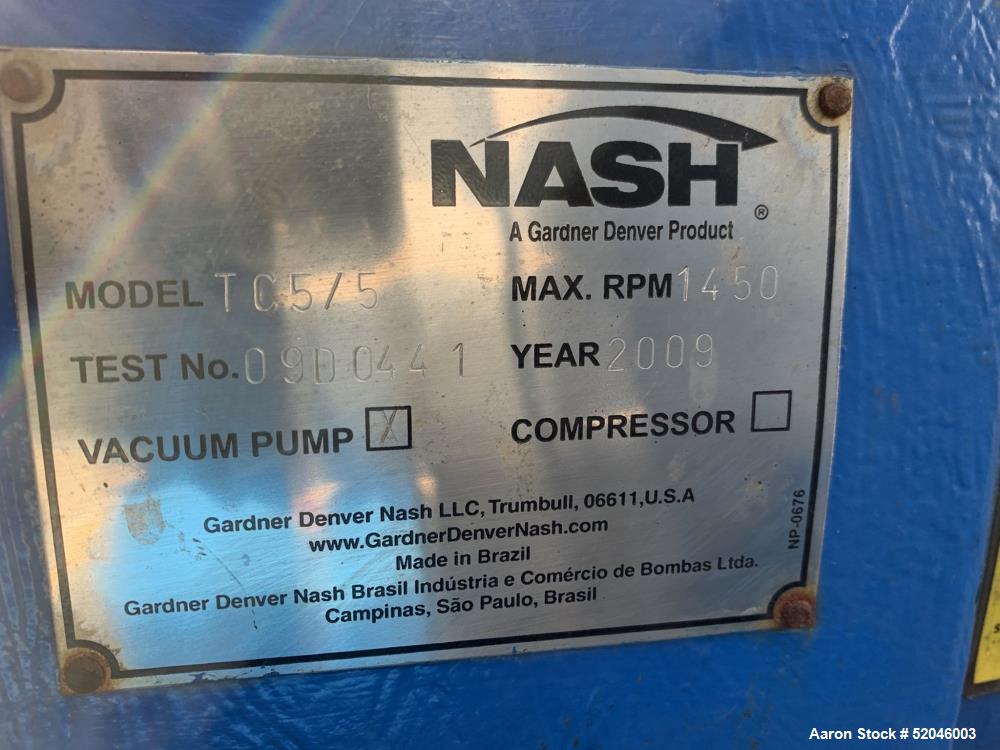 NASH®
A Gardner Denver Product
MODEL TC5/5 MAX. RPM 1450
TEST No. 09D0441 YEAR 2009
VACUUM PUMP X COMPRESSOR
Gardner Denver Nash LLC, Trumbull, 06611,U.S.A
www.GardnerDenverNash.com
Made in Brazil
Gardner Denver Nash Brasil Indústria e Comércio de Bombas Ltda.
Campinas, São Paulo, Brasil
NP-0676
Aaron Stock # 52046003